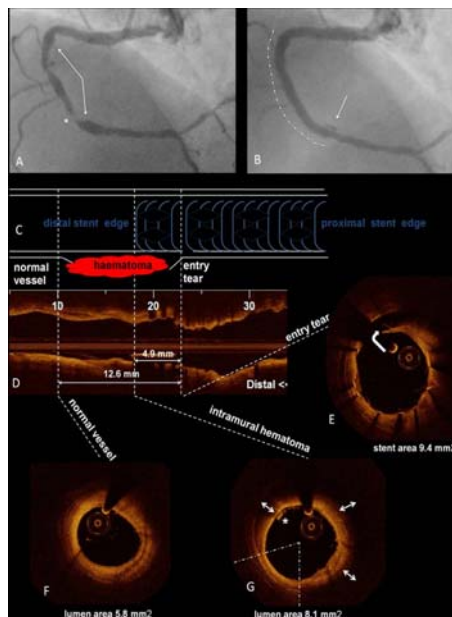 A
B
C
distal stent edge
proximal stent edge
normal
vessel
haematoma
entry
tear
10
20
30
4.9 mm
12.6 mm
D
Distal <-
entry tear
E
stent area 9.4 mm2
normal vessel
intramural hematoma
*
F
G
lumen area 5.8 mm2
lumen area 8.1 mm2